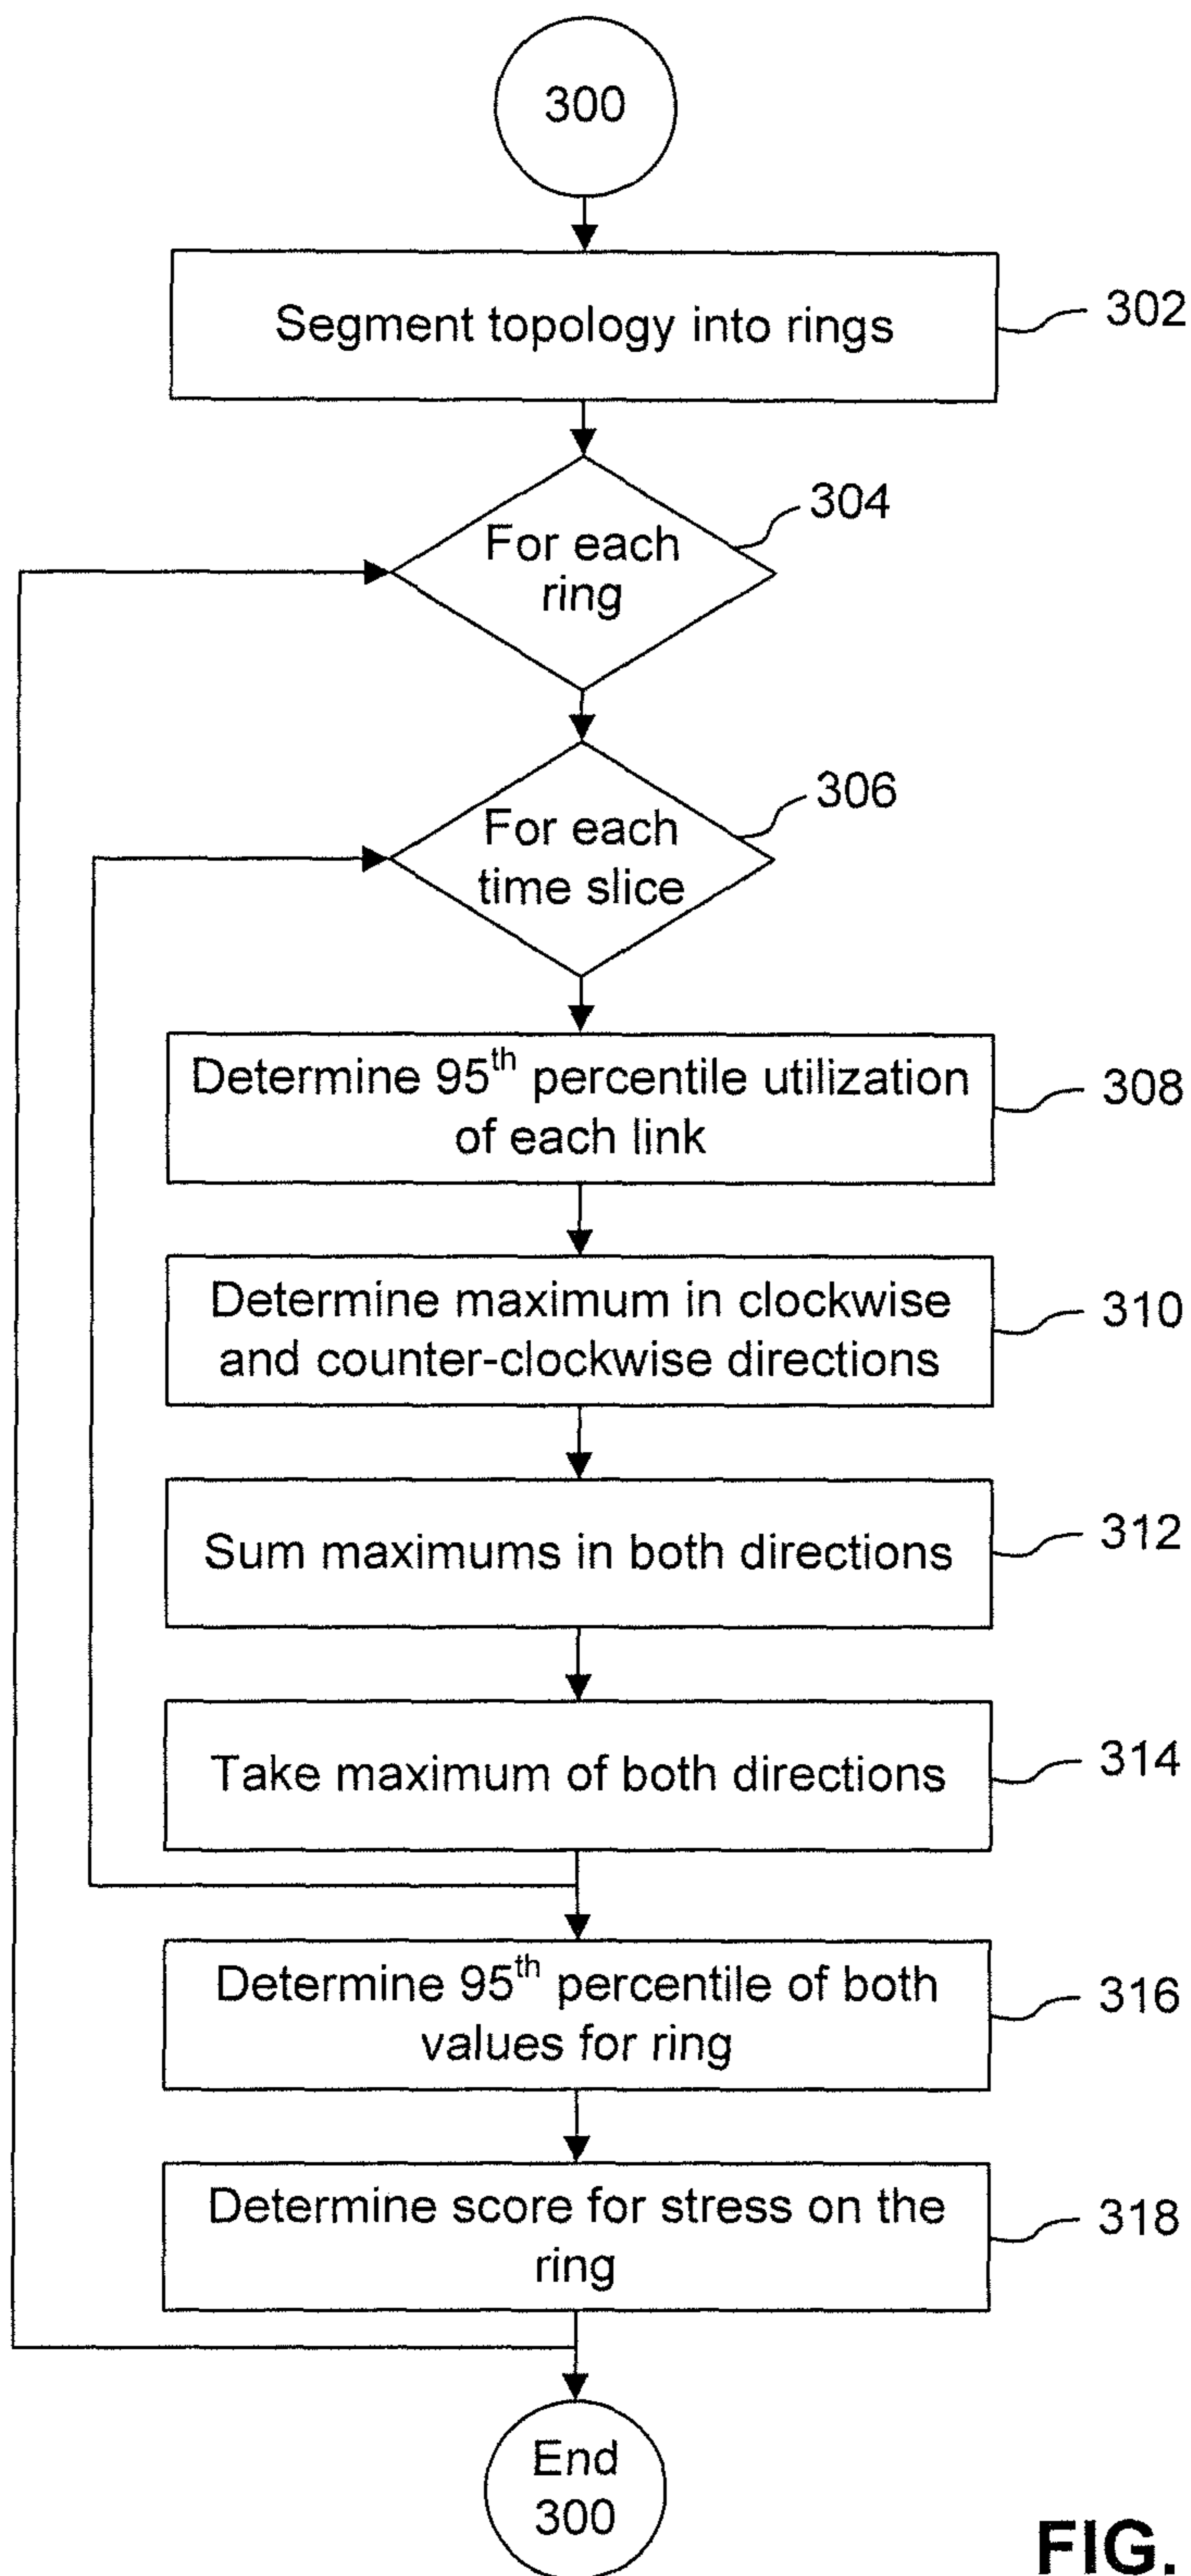 300
Segment topology into rings
302
For each
ring
304
For each
time slice
306
Determine 95th percentile utilization
of each link
308
Determine maximum in clockwise
and counter-clockwise directions
310
Sum maximums in both directions
312
Take maximum of both directions
314
Determine 95th percentile of both
values for ring
316
Determine score for stress on the
ring
318
End
300
FIG.